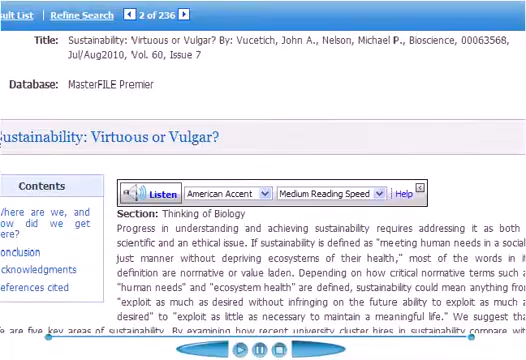 sult List | Refine Search 2 of 236
Title: Sustainability: Virtuous or Vulgar? By: Vucetich, John A., Nelson, Michael P., Bioscience, 00063568,
Jul/Aug2010, Vol. 60, Issue 7
Database: MasterFILE Premier
Sustainability: Virtuous or Vulgar?
Contents
Where are we, and
ow did we get
ere?
onclusion
cknowledgments
eferences cited
Listen American Accent Medium Reading Speed | Help
Section: Thinking of Biology
Progress in understanding and achieving sustainability requires addressing it as both
scientific and an ethical issue. If sustainability is defined as "meeting human needs in a social
just manner without depriving ecosystems of their health," most of the words in it
definition are normative or value laden. Depending on how critical normative terms such a
"human needs" and "ecosystem health" are defined, sustainability could mean anything from
"exploit as much as desired without infringing on the future ability to exploit as much a
desired" to "exploit as little as necessary to maintain a meaningful life." We suggest tha
e are five key areas of sustainability. By examining how recent university cluster hires in sustainability compare with